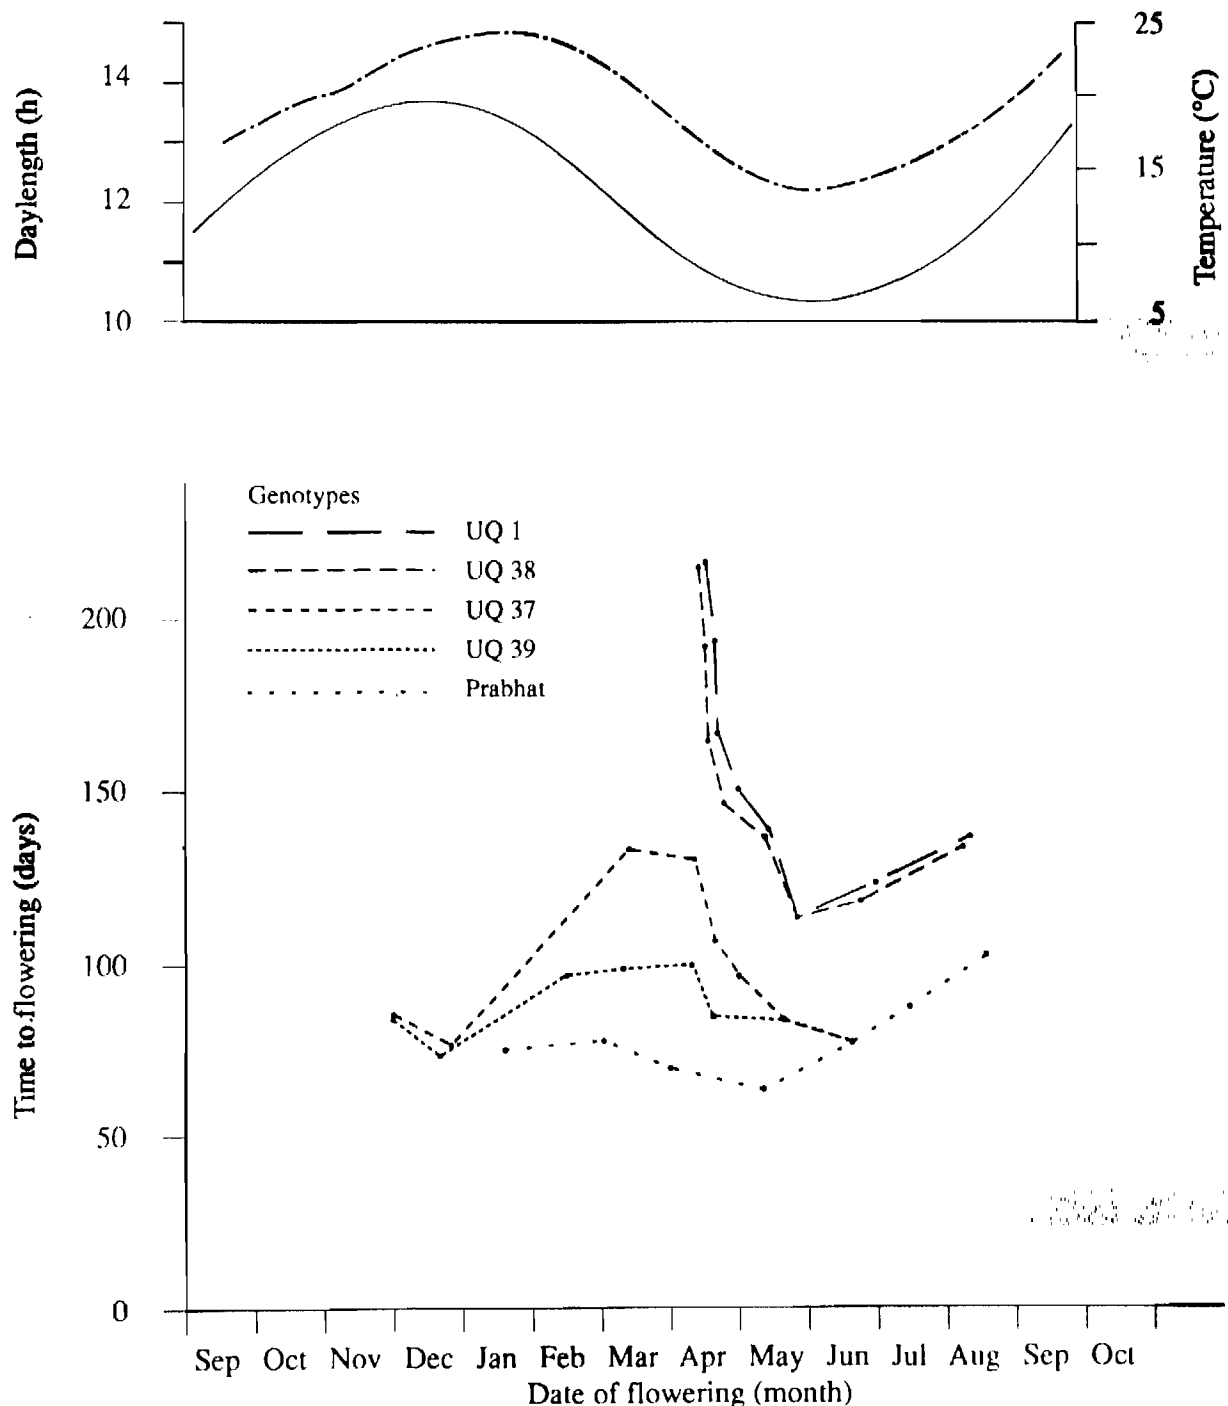 Daylength (h)
14
12
10
25
15
5
Temperature (°C)
Genotypes
UQ 1
UQ 38
UQ 37
UQ 39
Prabhat
Time to flowering (days)
200
150
100
50
0
Sep Oct Nov Dec Jan Feb Mar Apr May Jun Jul Aug Sep Oct
Date of flowering (month)